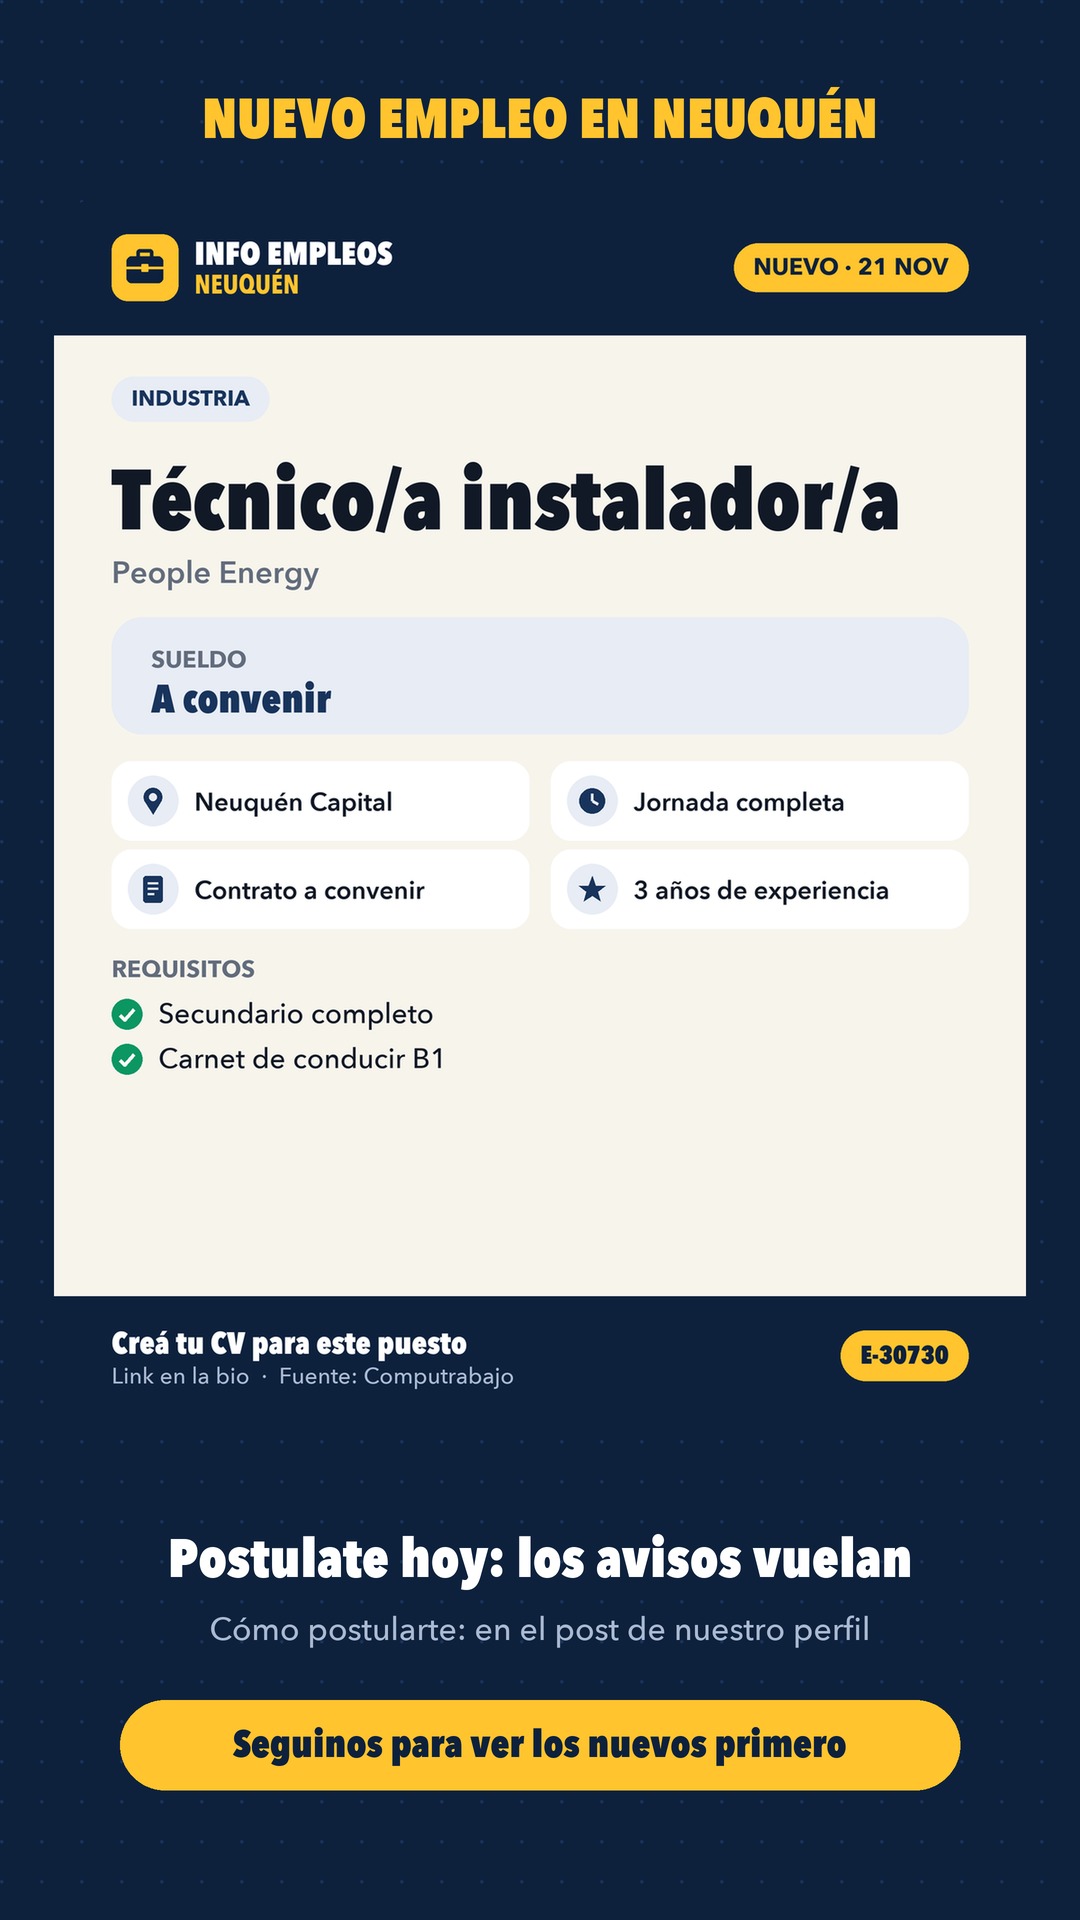 NUEVO EMPLEO EN NEUQUÉN
INFO EMPLEOS
NEUQUÉN
NUEVO · 21 NOV
INDUSTRIA
Técnico/a instalador/a
People Energy
SUELDO
A convenir
Neuquén Capital
Jornada completa
Contrato a convenir
3 años de experiencia
REQUISITOS
Secundario completo
Carnet de conducir B1
Creá tu CV para este puesto
Link en la bio · Fuente: Computrabajo
E-30730
Postulate hoy: los avisos vuelan
Cómo postularte: en el post de nuestro perfil
Seguinos para ver los nuevos primero